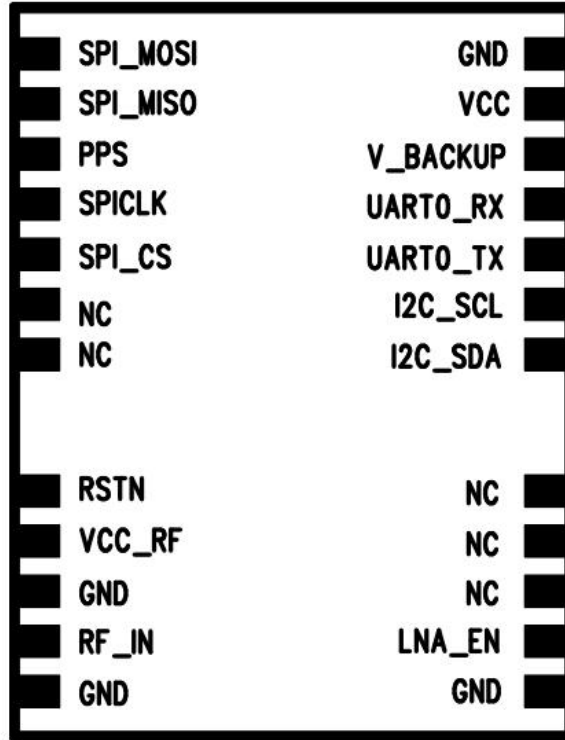 SPI_MOSI GND
SPI_MISO VCC
PPS V_BACKUP
SPICLK UART0_RX
SPI_CS UART0_TX
NC I2C_SCL
NC I2C_SDA
RSTN NC
VCC_RF NC
GND NC
RF_IN LNA_EN
GND GND